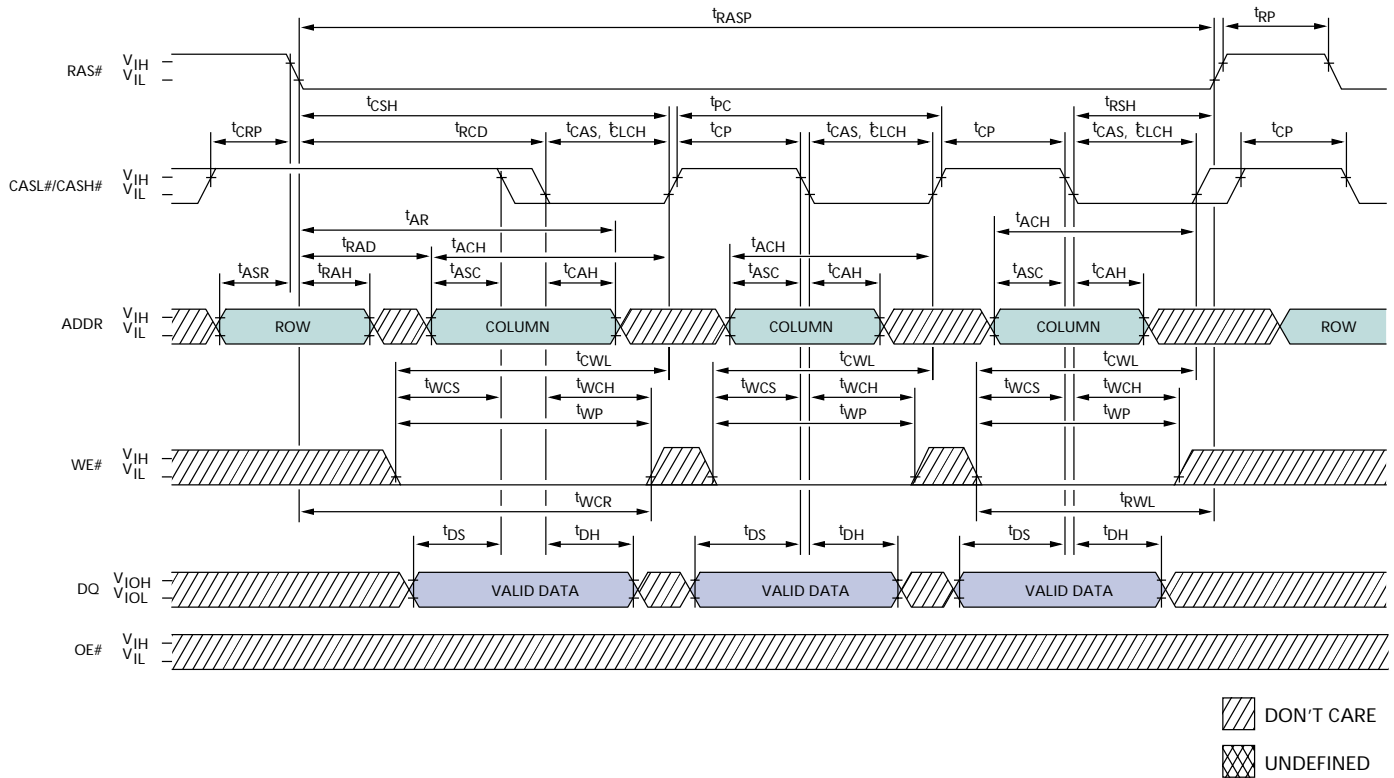 tRASP tRP
RAS# VIH
VIL
tCSH tPC tRSH
tCRP tRCD tCAS, tCLCH tCP tCAS, tCLCH tCP tCAS, tCLCH tCP
CASL#/CASH# VIH
VIL
tAR tACH
tRAD tACH tACH
tASR tRAH tASC tCAH tASC tCAH tASC tCAH
ADDR VIH
VIL
ROW COLUMN COLUMN COLUMN ROW
tCWL tCWL tCWL
tWCS tWCH tWCS tWCH tWCS tWCH
tWP tWP tWP
WE# VIH
VIL
tWCR tRWL
tDS tDH tDS tDH tDS tDH
DQ VIOH
VIOL
VALID DATA VALID DATA VALID DATA
OE# VIH
VIL
DON'T CARE
UNDEFINED